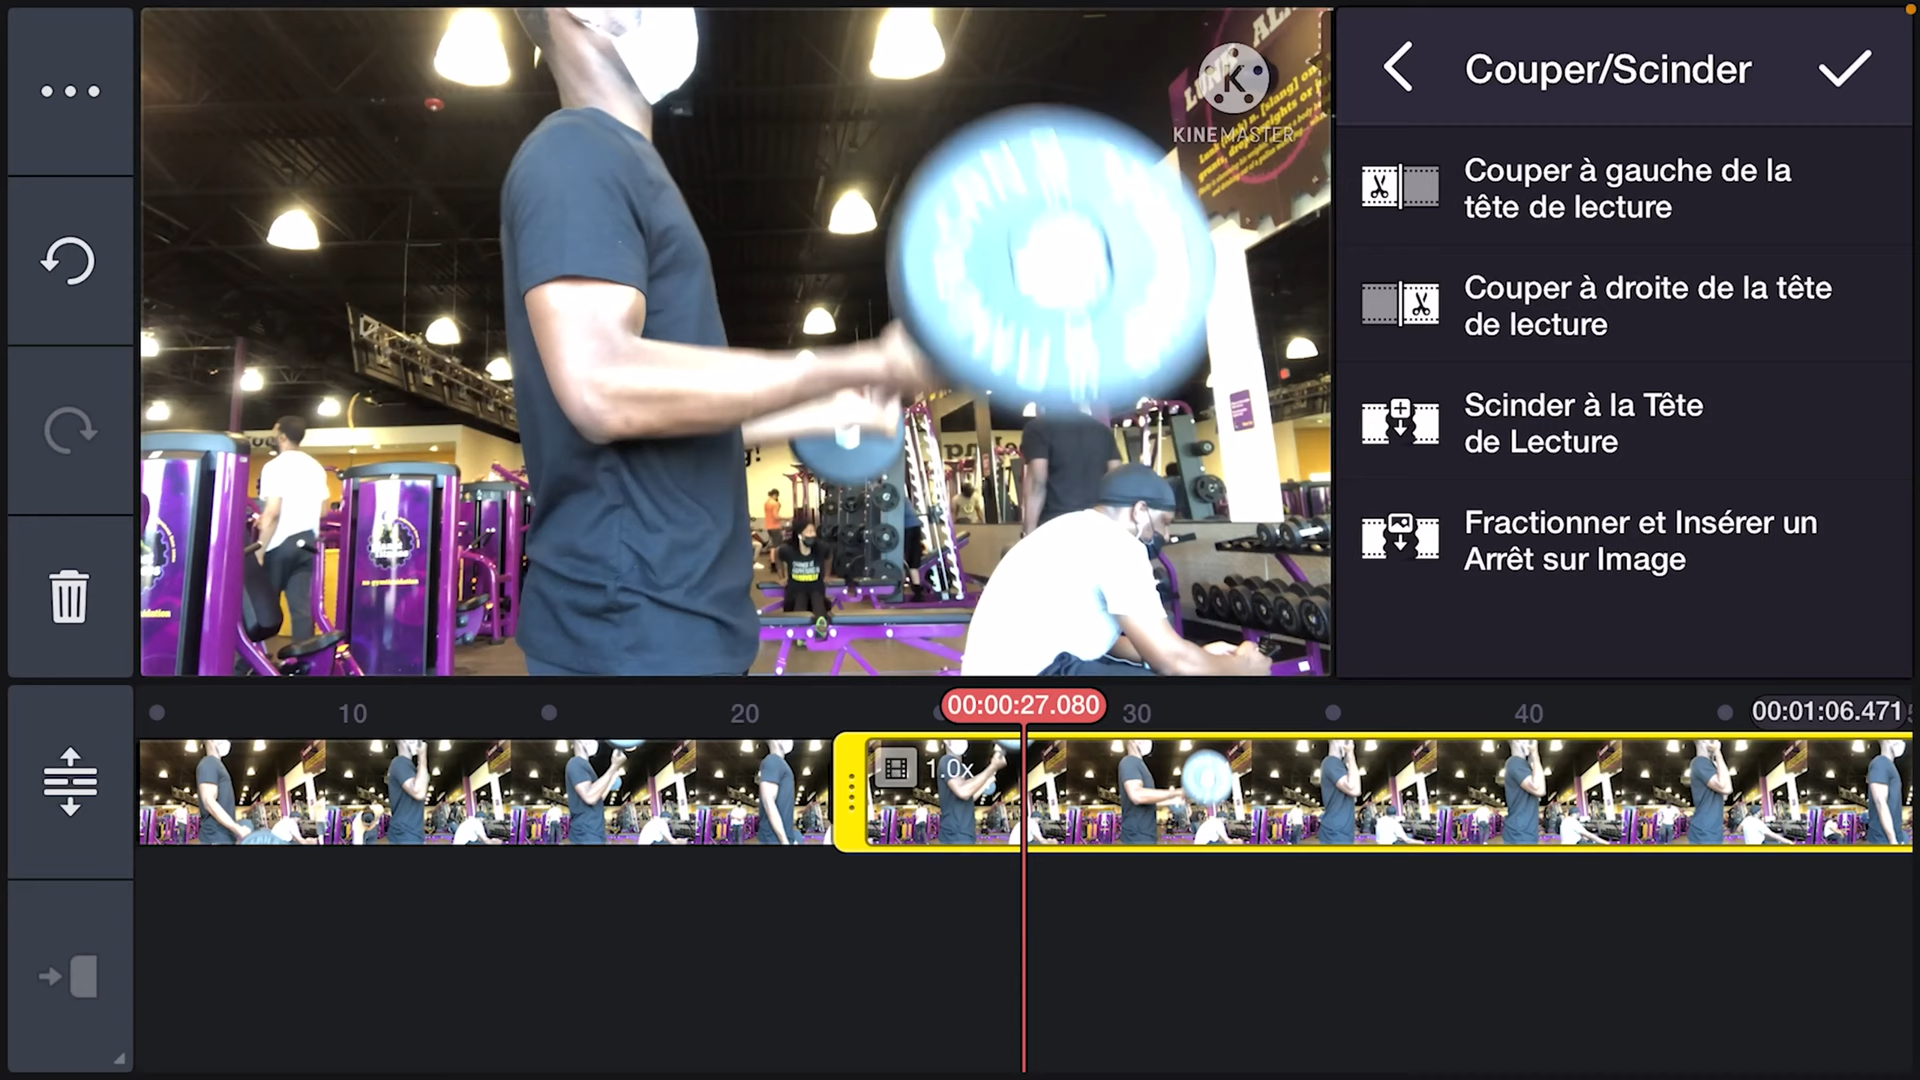 Couper/Scinder
Couper à gauche de la
tête de lecture
Couper à droite de la tête
de lecture
Scinder à la Tête
de Lecture
Fractionner et Insérer un
Arrêt sur Image
K
KINEMASTER
LUNK
[slang]
10
20
00:00:27.080
30
40
00:01:06.471
1.0x